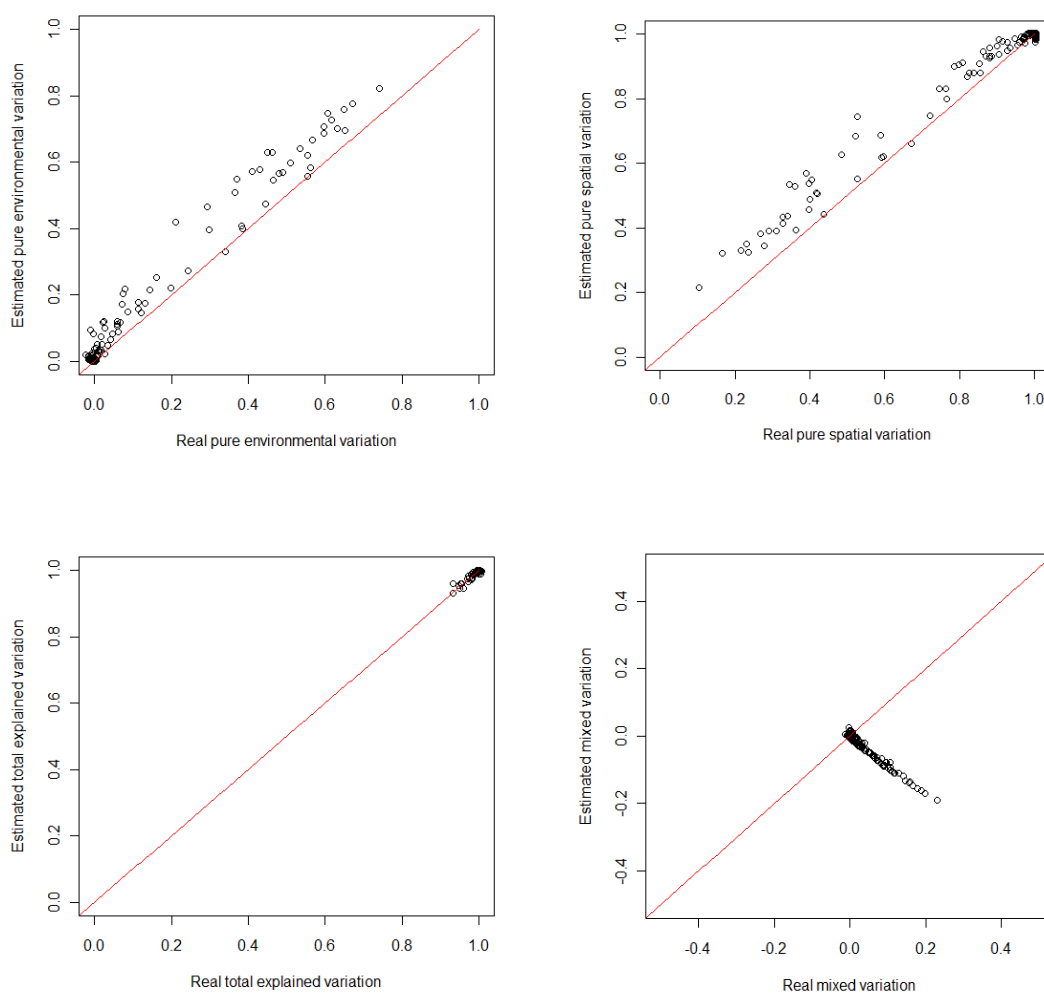 Estimated pure environmental variation
1.0
0.8
0.6
0.4
0.2
0.0
0.0 0.2 0.4 0.6 0.8 1.0
Real pure environmental variation
Estimated pure spatial variation
1.0
0.8
0.6
0.4
0.2
0.0
0.0 0.2 0.4 0.6 0.8 1.0
Real pure spatial variation
Estimated total explained variation
1.0
0.8
0.6
0.4
0.2
0.0
0.0 0.2 0.4 0.6 0.8 1.0
Real total explained variation
Estimated mixed variation
0.4
0.2
0.0
-0.2
-0.4
-0.4 -0.2 0.0 0.2 0.4
Real mixed variation